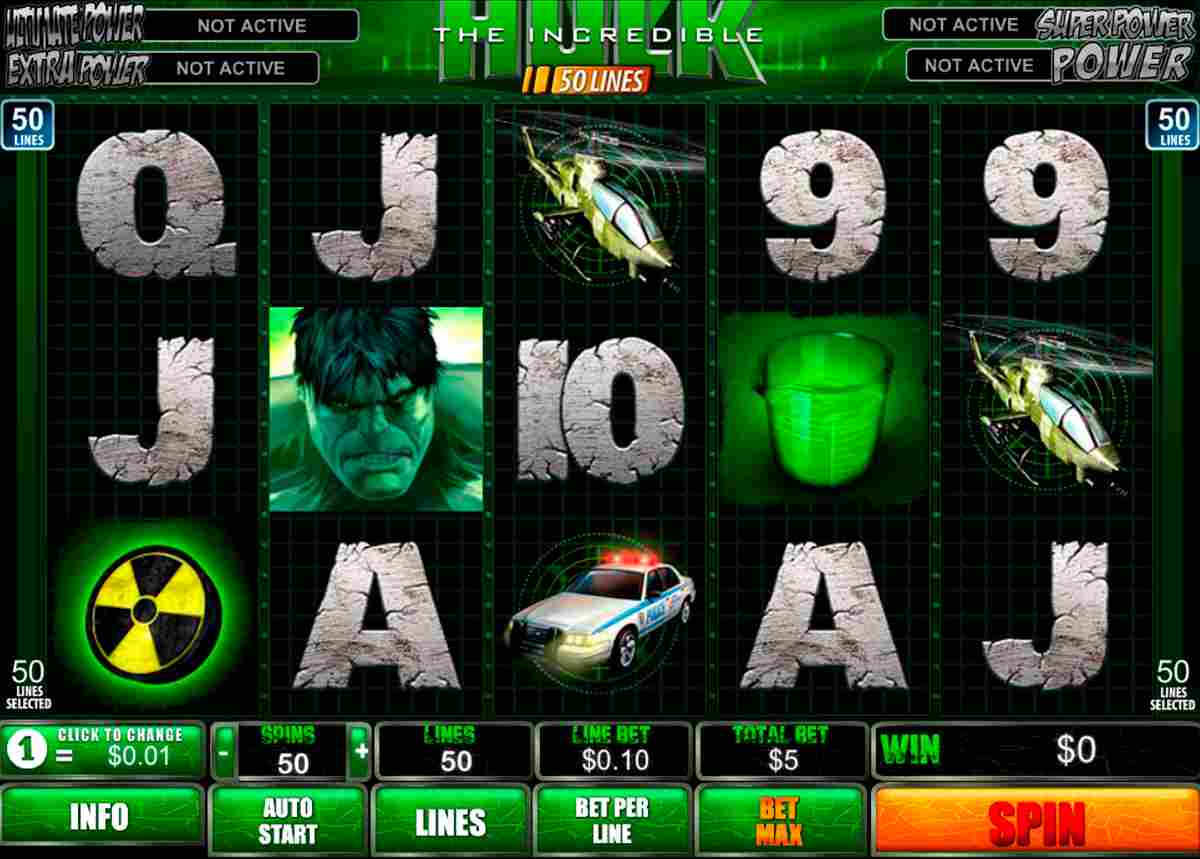 ULTIMATE POWER NOT ACTIVE
EXTRA POWER NOT ACTIVE
HULK
THE INCREDIBLE
50 LINES
NOT ACTIVE SUPER POWER
NOT ACTIVE POWER
50
LINES
50
LINES
Q J 9 9
J 10
POLICE
A A J
50
LINES
SELECTED
50
LINES
SELECTED
1 CLICK TO CHANGE
= $0.01
SPINS
- 50 +
LINES
50
LINE BET
$0.10
TOTAL BET
$5
WIN $0
INFO
AUTO
START
LINES
BET PER
LINE
BET
MAX
SPIN